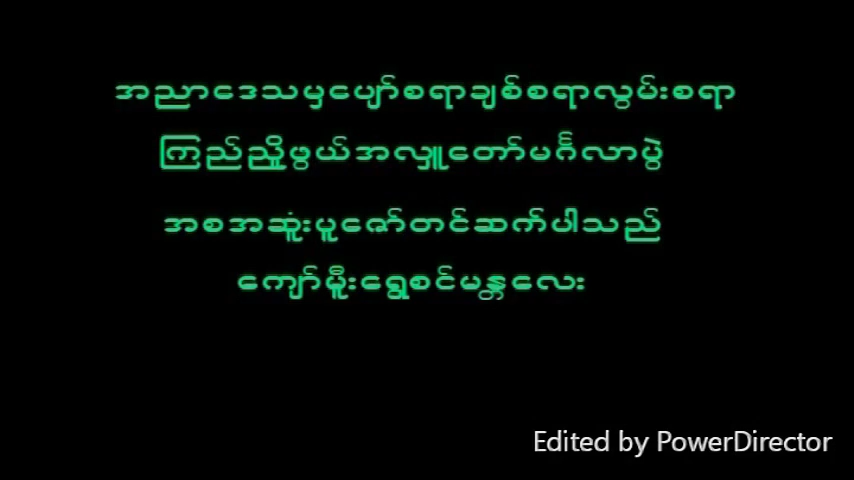 အညာဒေသမှပျော်စရာချစ်စရာလွမ်းစရာ
ကြည်ညှို့ဖွယ်အလှူတော်မင်္ဂလာပွဲ
အစအဆူံးပူဇော်တင်ဆက်ပါသည်
ကျော်မှီးရွှေစင်မန္တလေး
Edited by PowerDirector